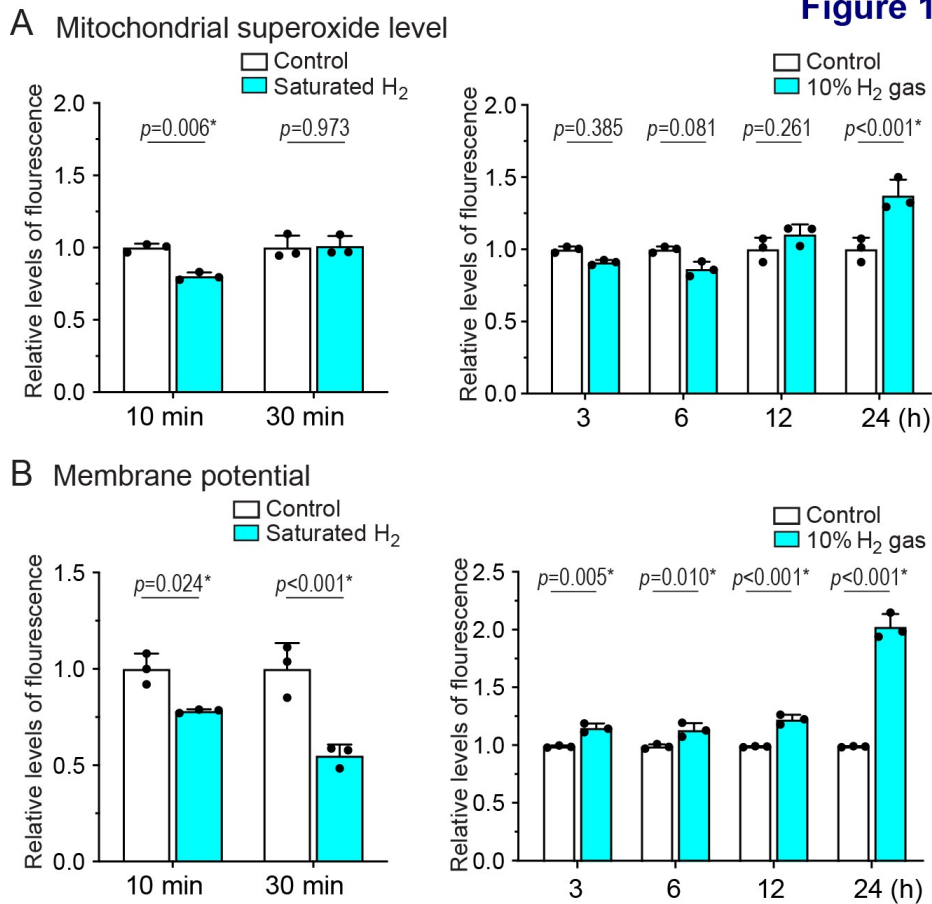 Figure 1
A Mitochondrial superoxide level
Control
Saturated H2
Relative levels of flourescence
2.0
1.5
1.0
0.5
0.0
p=0.006*
p=0.973
10 min
30 min
Control
10% H2 gas
Relative levels of flourescence
2.0
1.5
1.0
0.5
0.0
p=0.385
p=0.081
p=0.261
p<0.001*
3
6
12
24 (h)
B Membrane potential
Control
Saturated H2
Relative levels of flourescence
1.5
1.0
0.5
0.0
p=0.024*
p<0.001*
10 min
30 min
Control
10% H2 gas
Relative levels of flourescence
2.5
2.0
1.5
1.0
0.5
0.0
p=0.005*
p=0.010*
p<0.001*
p<0.001*
3
6
12
24 (h)